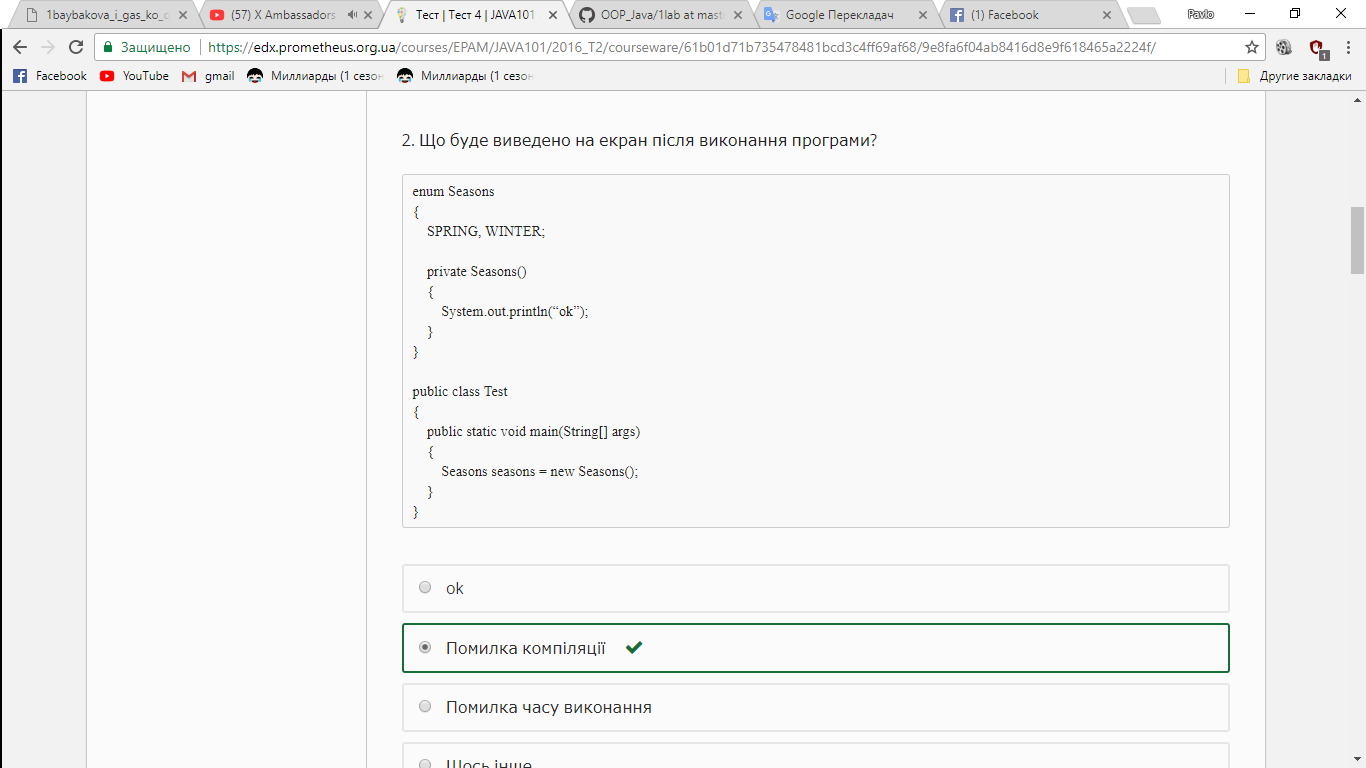 1baybakova_i_gas_ko_o
(57) X Ambassadors
Тест | Тест 4 | JAVA101
OOP_Java/1lab at mast
Google Перекладач
(1) Facebook
Pavlo
Защищено
https://edx.prometheus.org.ua/courses/EPAM/JAVA101/2016_T2/courseware/61b01d71b735478481bcd3c4ff69af68/9e8fa6f04ab8416d8e9f618465a2224f/
1
Facebook
YouTube
gmail
Миллиарды (1 сезон
Миллиарды (1 сезон
Другие закладки
2. Що буде виведено на екран після виконання програми?
enum Seasons
{
SPRING, WINTER;
private Seasons()
{
System.out.println(“ok”);
}
}
public class Test
{
public static void main(String[] args)
{
Seasons seasons = new Seasons();
}
}
ok
Помилка компіляції
Помилка часу виконання
Щось інше